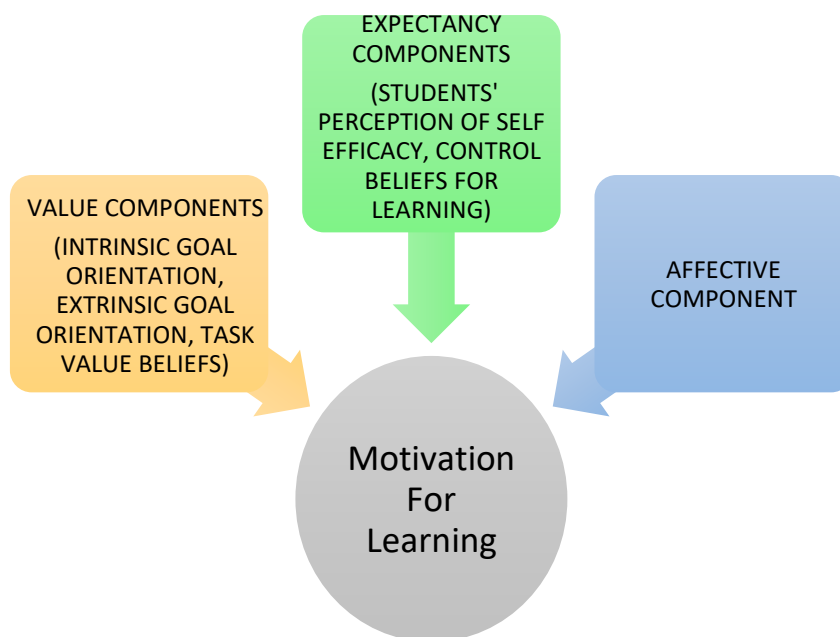 EXPECTANCY
COMPONENTS
(STUDENTS'
PERCEPTION OF SELF
EFFICACY, CONTROL
BELIEFS FOR
LEARNING)
VALUE COMPONENTS
(INTRINSIC GOAL
ORIENTATION,
EXTRINSIC GOAL
ORIENTATION, TASK
VALUE BELIEFS)
AFFECTIVE
COMPONENT
Motivation
For
Learning